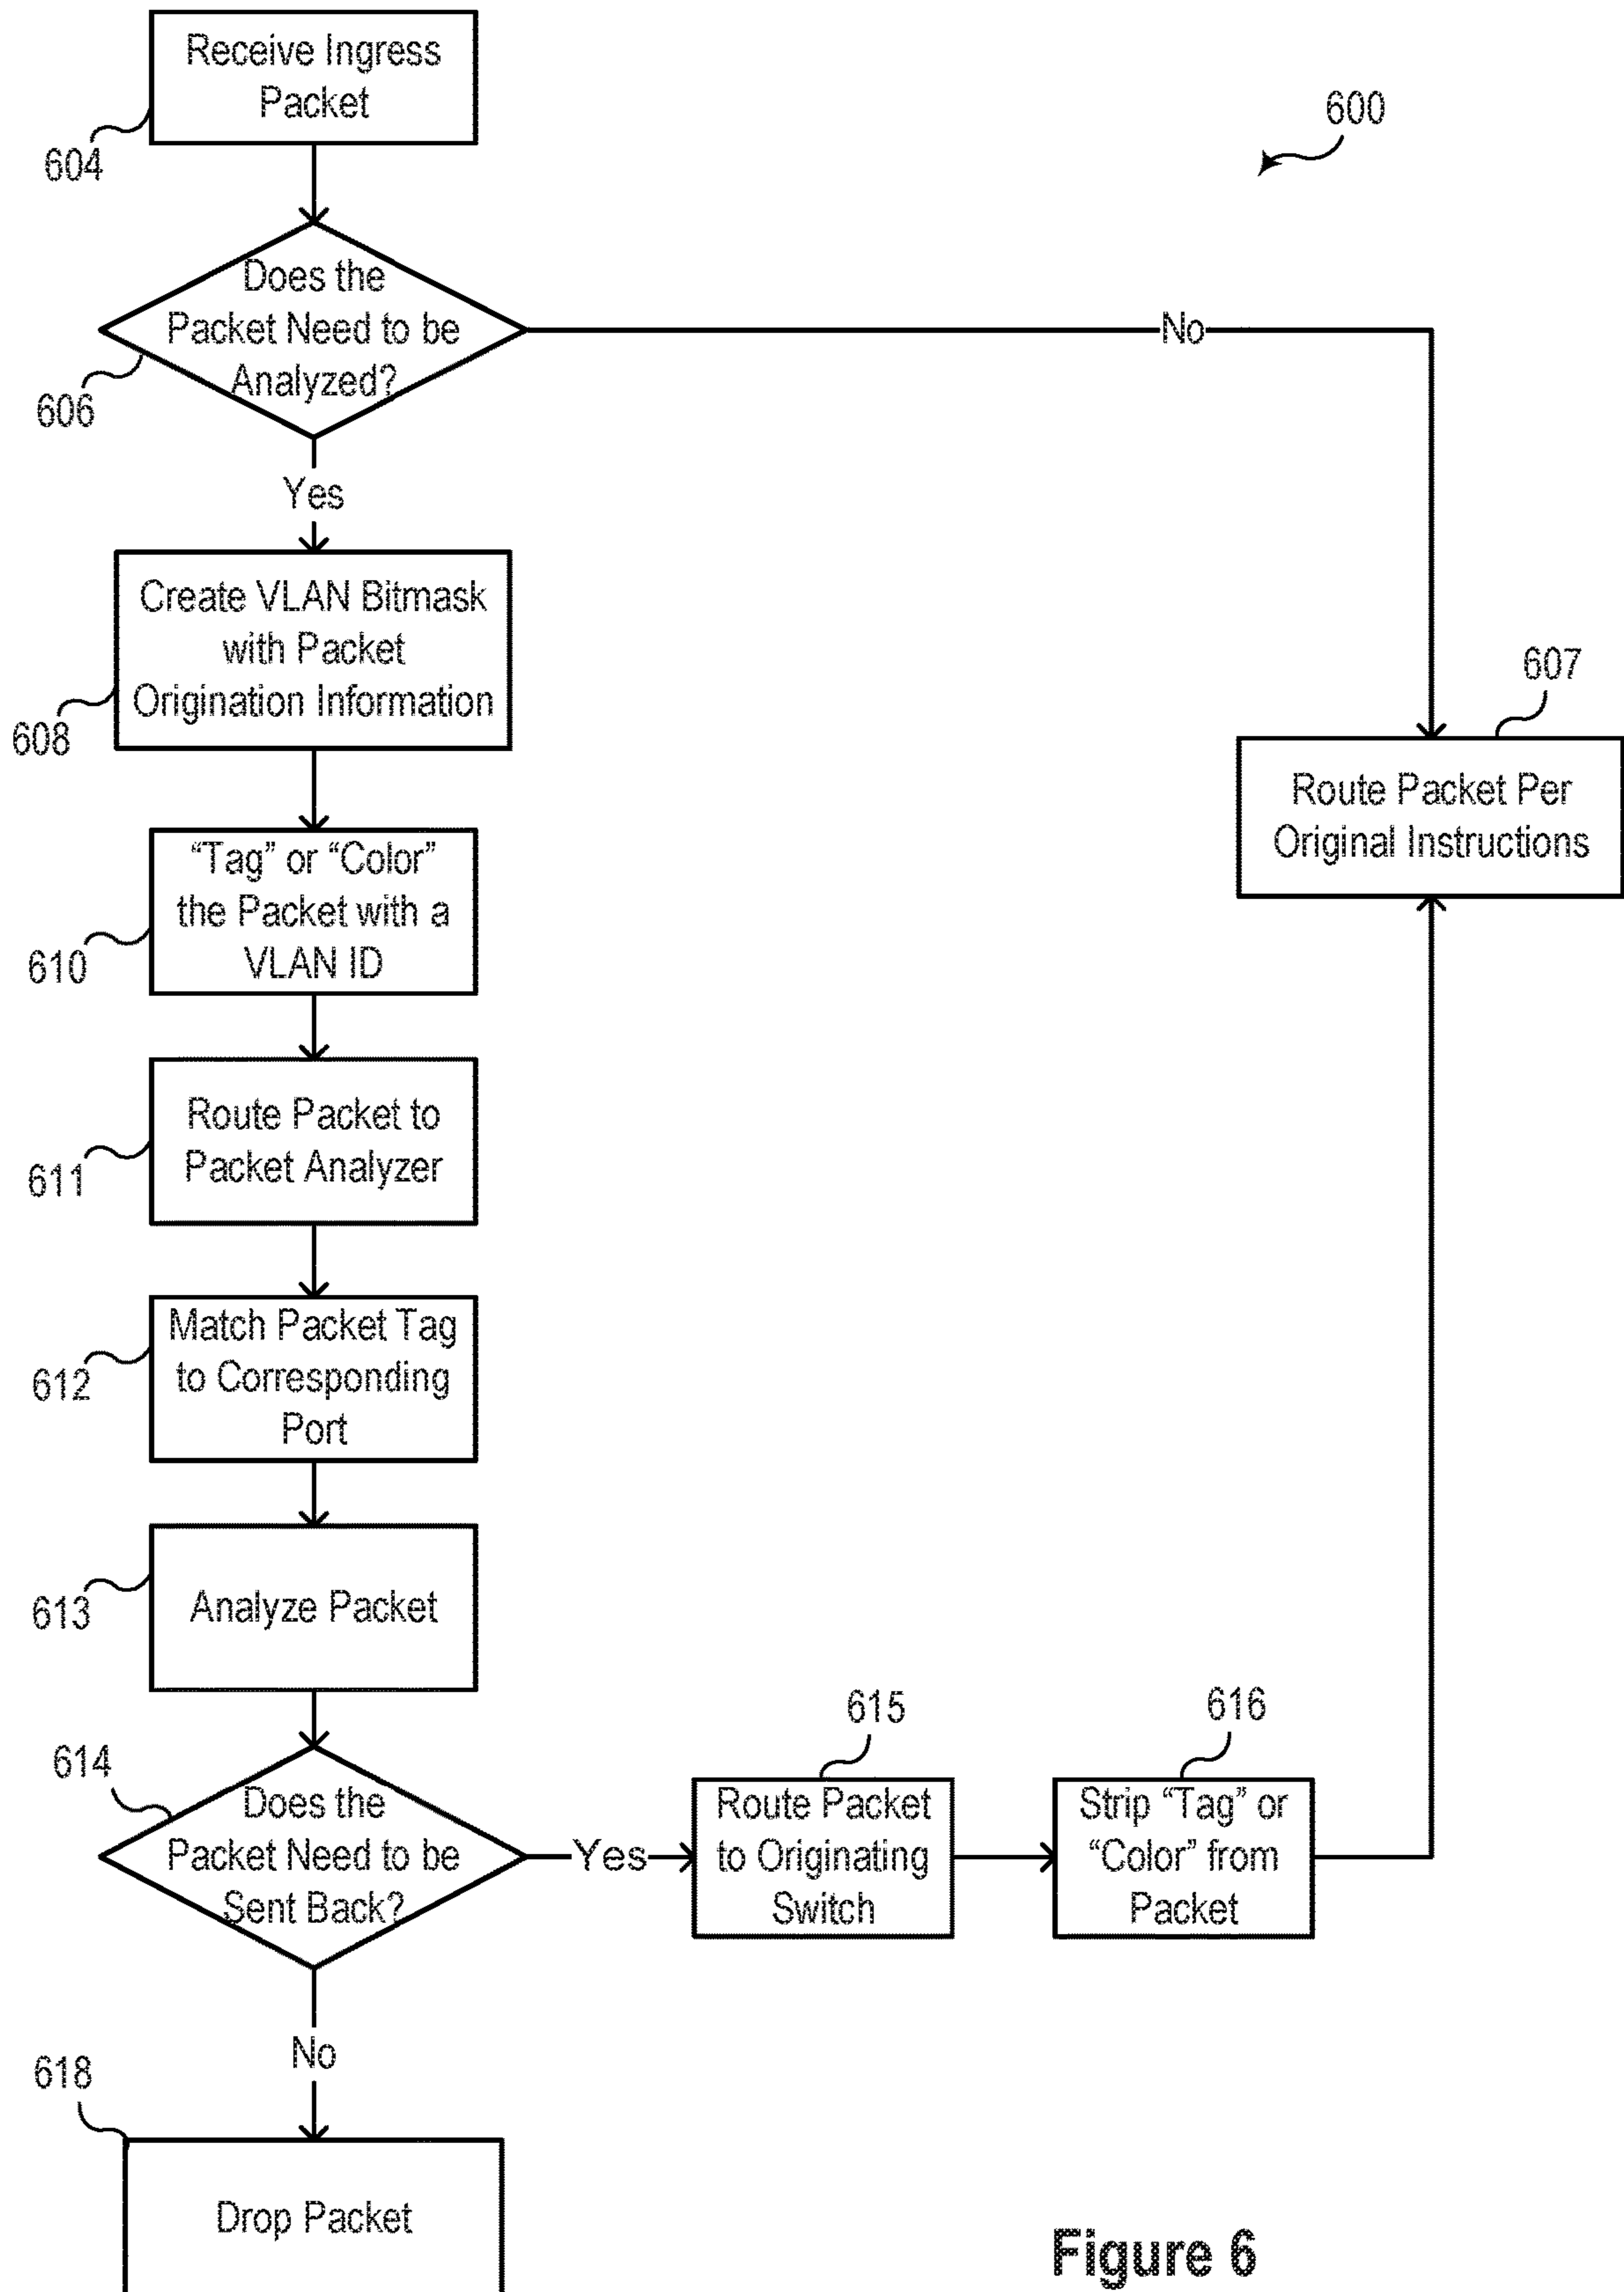 Receive Ingress
Packet
604
600
Does the
Packet Need to be
Analyzed?
606
No
Yes
Create VLAN Bitmask
with Packet
Origination Information
608
607
Route Packet Per
Original Instructions
“Tag” or “Color”
the Packet with a
VLAN ID
610
Route Packet to
Packet Analyzer
611
Match Packet Tag
to Corresponding
Port
612
Analyze Packet
613
614
Does the
Packet Need to be
Sent Back?
Yes
615
Route Packet
to Originating
Switch
616
Strip “Tag” or
“Color” from
Packet
No
618
Drop Packet
Figure 6